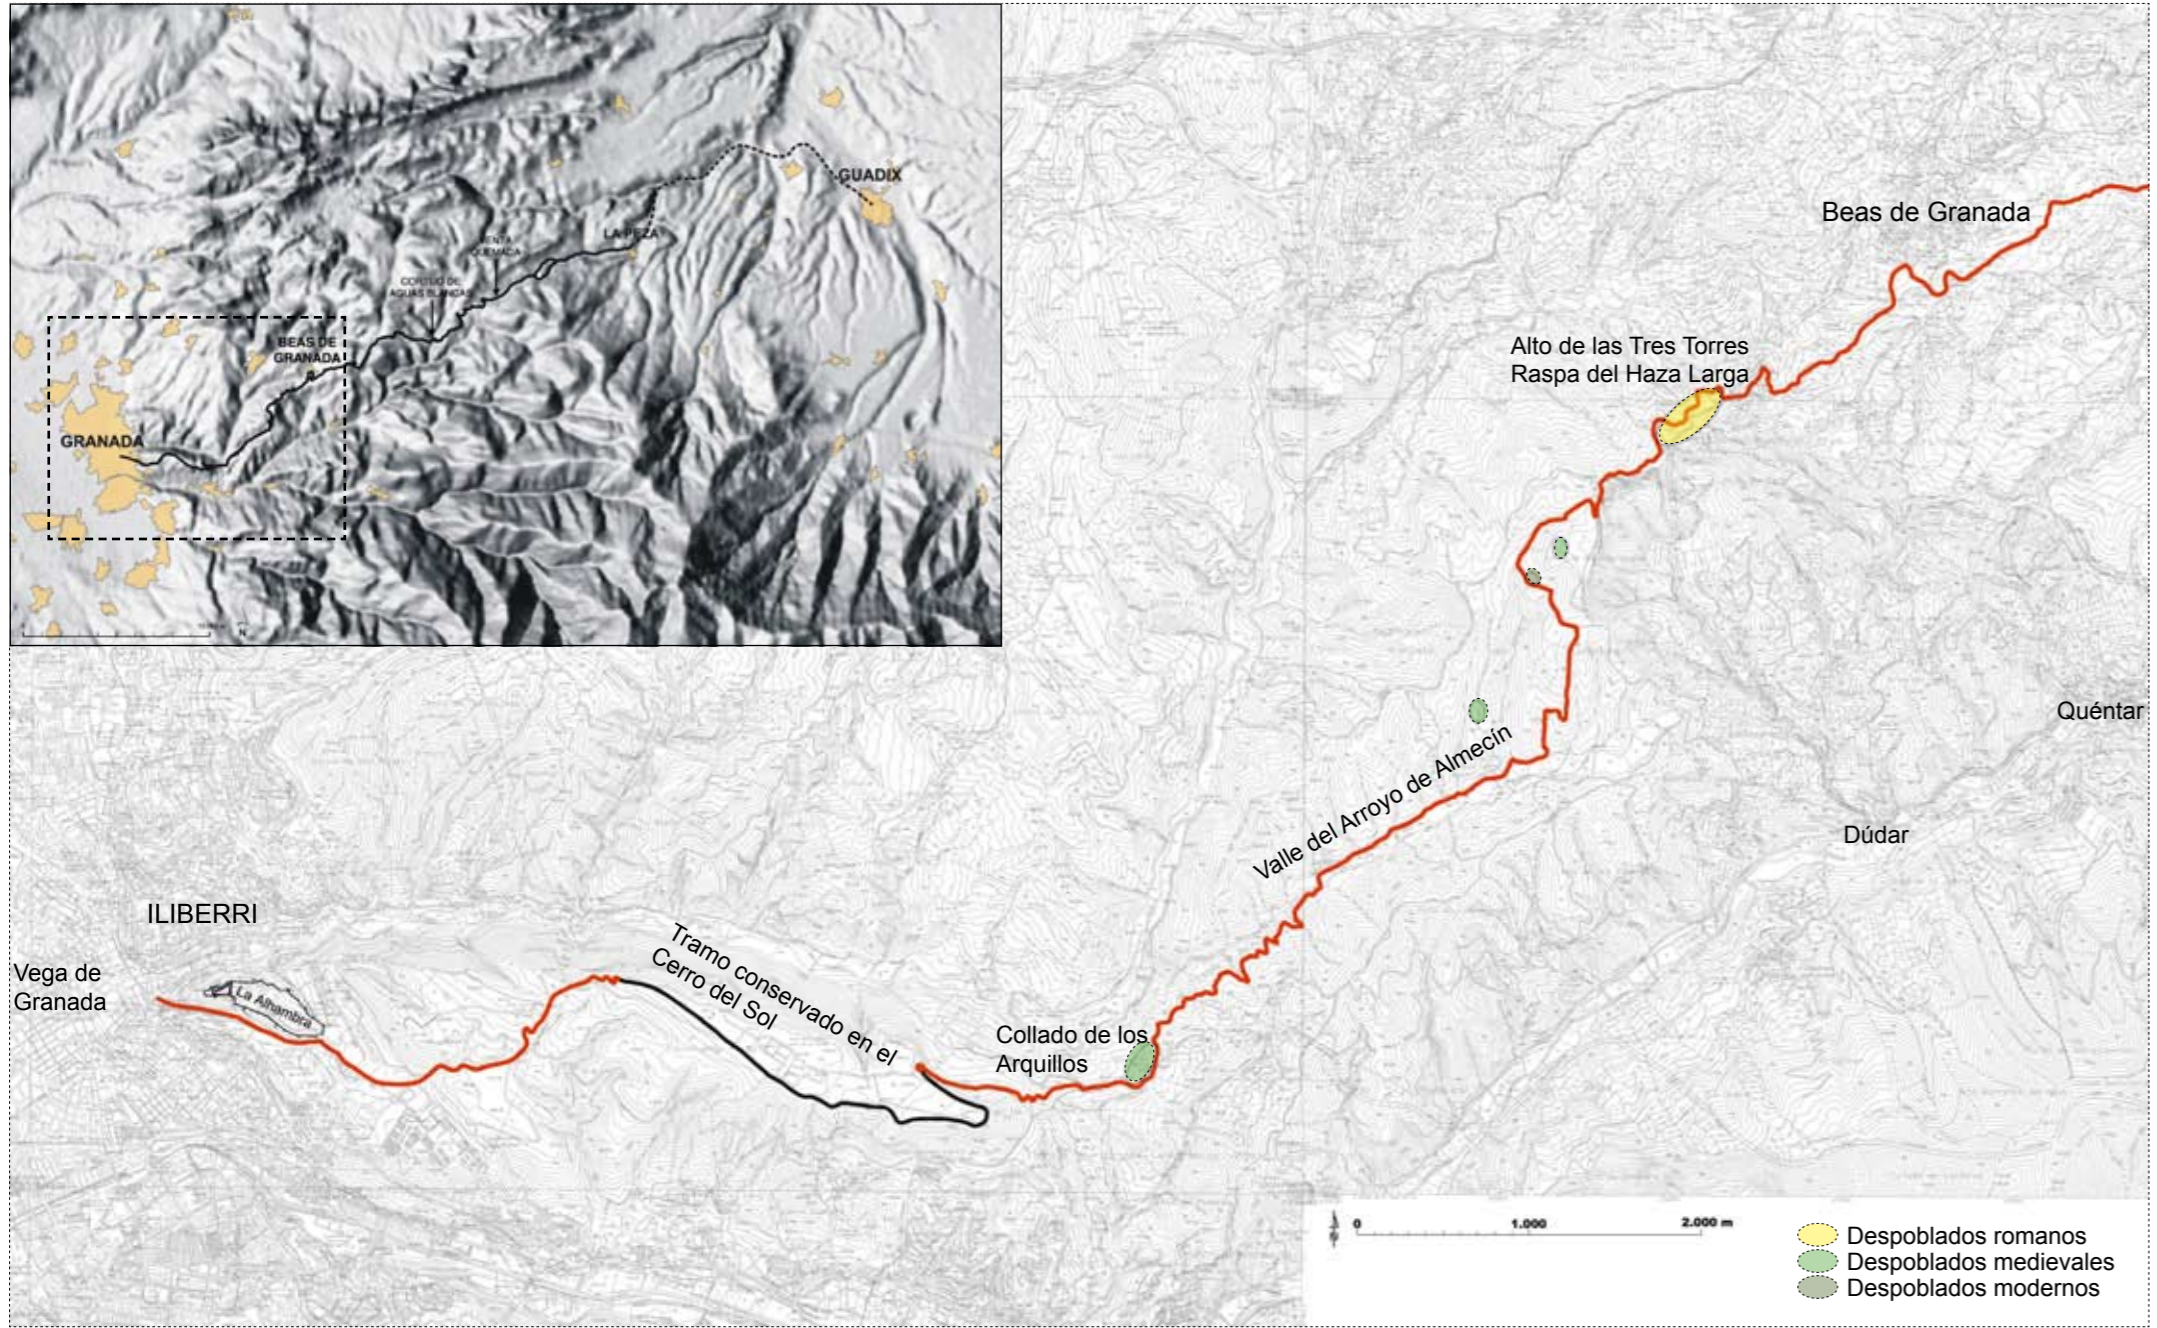 GUADIX
LA PEZA
VENTA
QUEMADA
CORTIJO DE
AGUAS BLANCAS
BEAS DE
GRANADA
GRANADA
N
Beas de Granada
Alto de las Tres Torres
Raspa del Haza Larga
Quéntar
Valle del Arroyo de Almecín
Dúdar
ILIBERRI
Vega de
Granada
La Alhambra
Tramo conservado en el
Cerro del Sol
Collado de los
Arquillos
0 1.000 2.000 m
Despoblados romanos
Despoblados medievales
Despoblados modernos